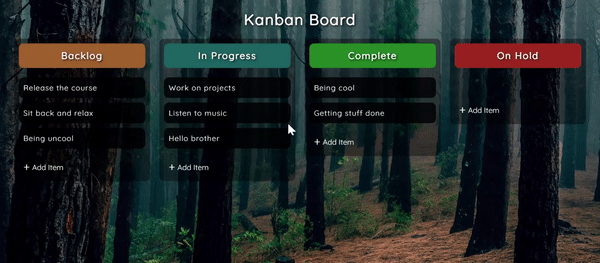 Kanban Board
Backlog
Release the course
Sit back and relax
Being uncool
+ Add Item
In Progress
Work on projects
Listen to music
Hello brother
+ Add Item
Complete
Being cool
Getting stuff done
+ Add Item
On Hold
+ Add Item